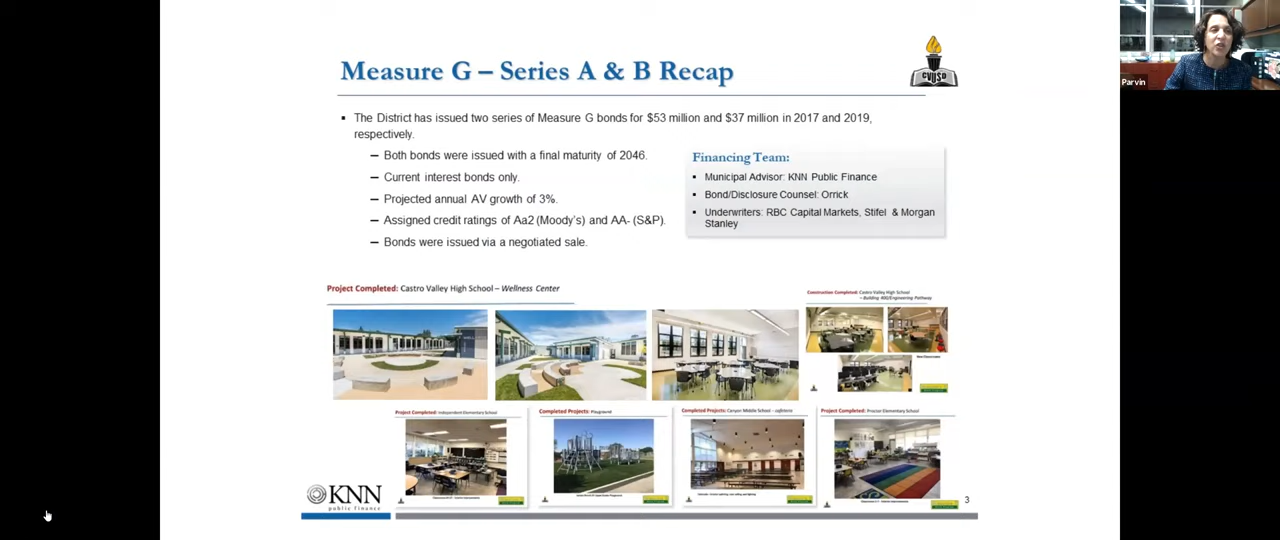 Measure G – Series A & B Recap
CVUSD
Parvin
▪ The District has issued two series of Measure G bonds for $53 million and $37 million in 2017 and 2019,
respectively.
— Both bonds were issued with a final maturity of 2046.
— Current interest bonds only.
— Projected annual AV growth of 3%.
— Assigned credit ratings of Aa2 (Moody's) and AA- (S&P).
— Bonds were issued via a negotiated sale.
Financing Team:
▪ Municipal Advisor: KNN Public Finance
▪ Bond/Disclosure Counsel: Orrick
▪ Underwriters: RBC Capital Markets, Stifel & Morgan
Stanley
Project Completed: Castro Valley High School – Wellness Center
Construction Completed: Castro Valley High School
– Building 400/Engineering Pathway
Project Completed: Independent Elementary School
Completed Projects: Playground
Completed Projects: Canyon Middle School - cafeteria
Project Completed: Proctor Elementary School
KNN
public finance
3